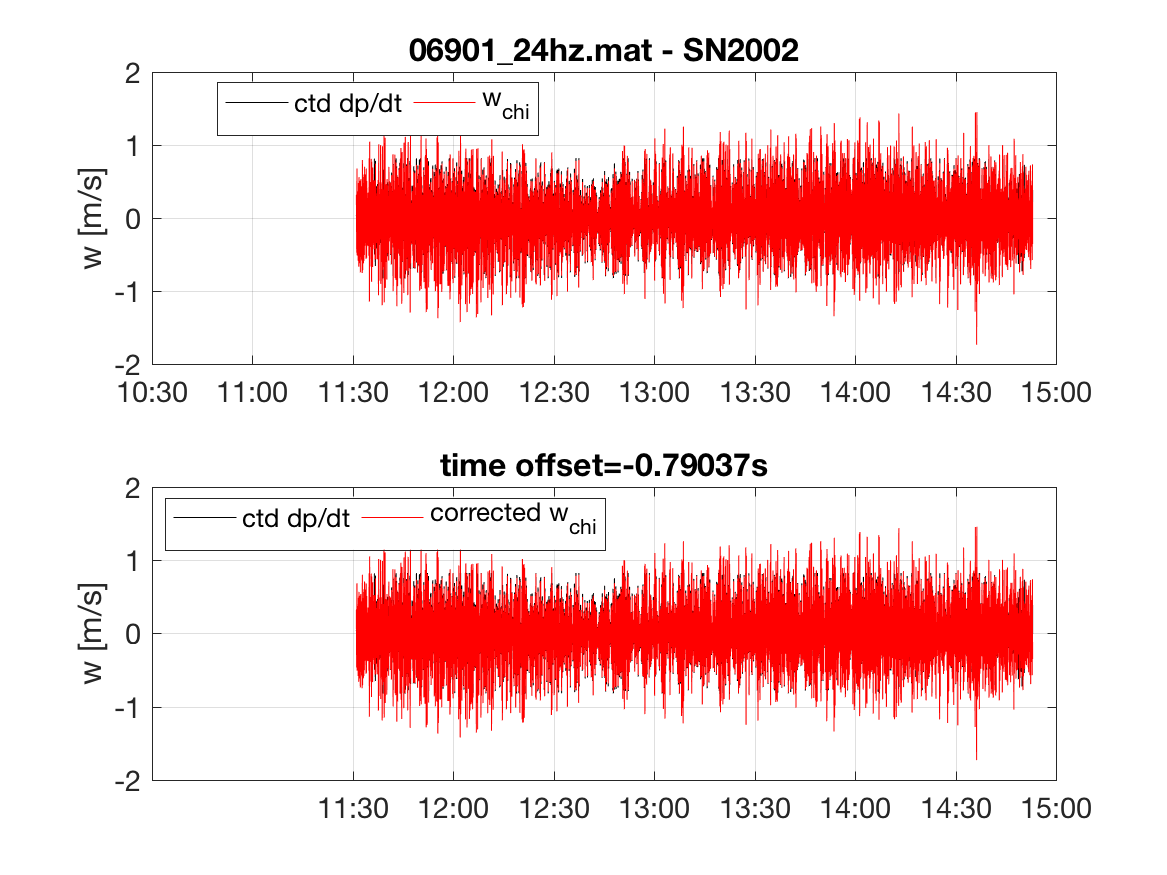 06901_24hz.mat - SN2002
2
ctd dp/dt w_chi
1
0
-1
-2
w [m/s]
10:30 11:00 11:30 12:00 12:30 13:00 13:30 14:00 14:30 15:00
time offset=-0.79037s
2
ctd dp/dt corrected w_chi
1
0
-1
-2
w [m/s]
11:30 12:00 12:30 13:00 13:30 14:00 14:30 15:00